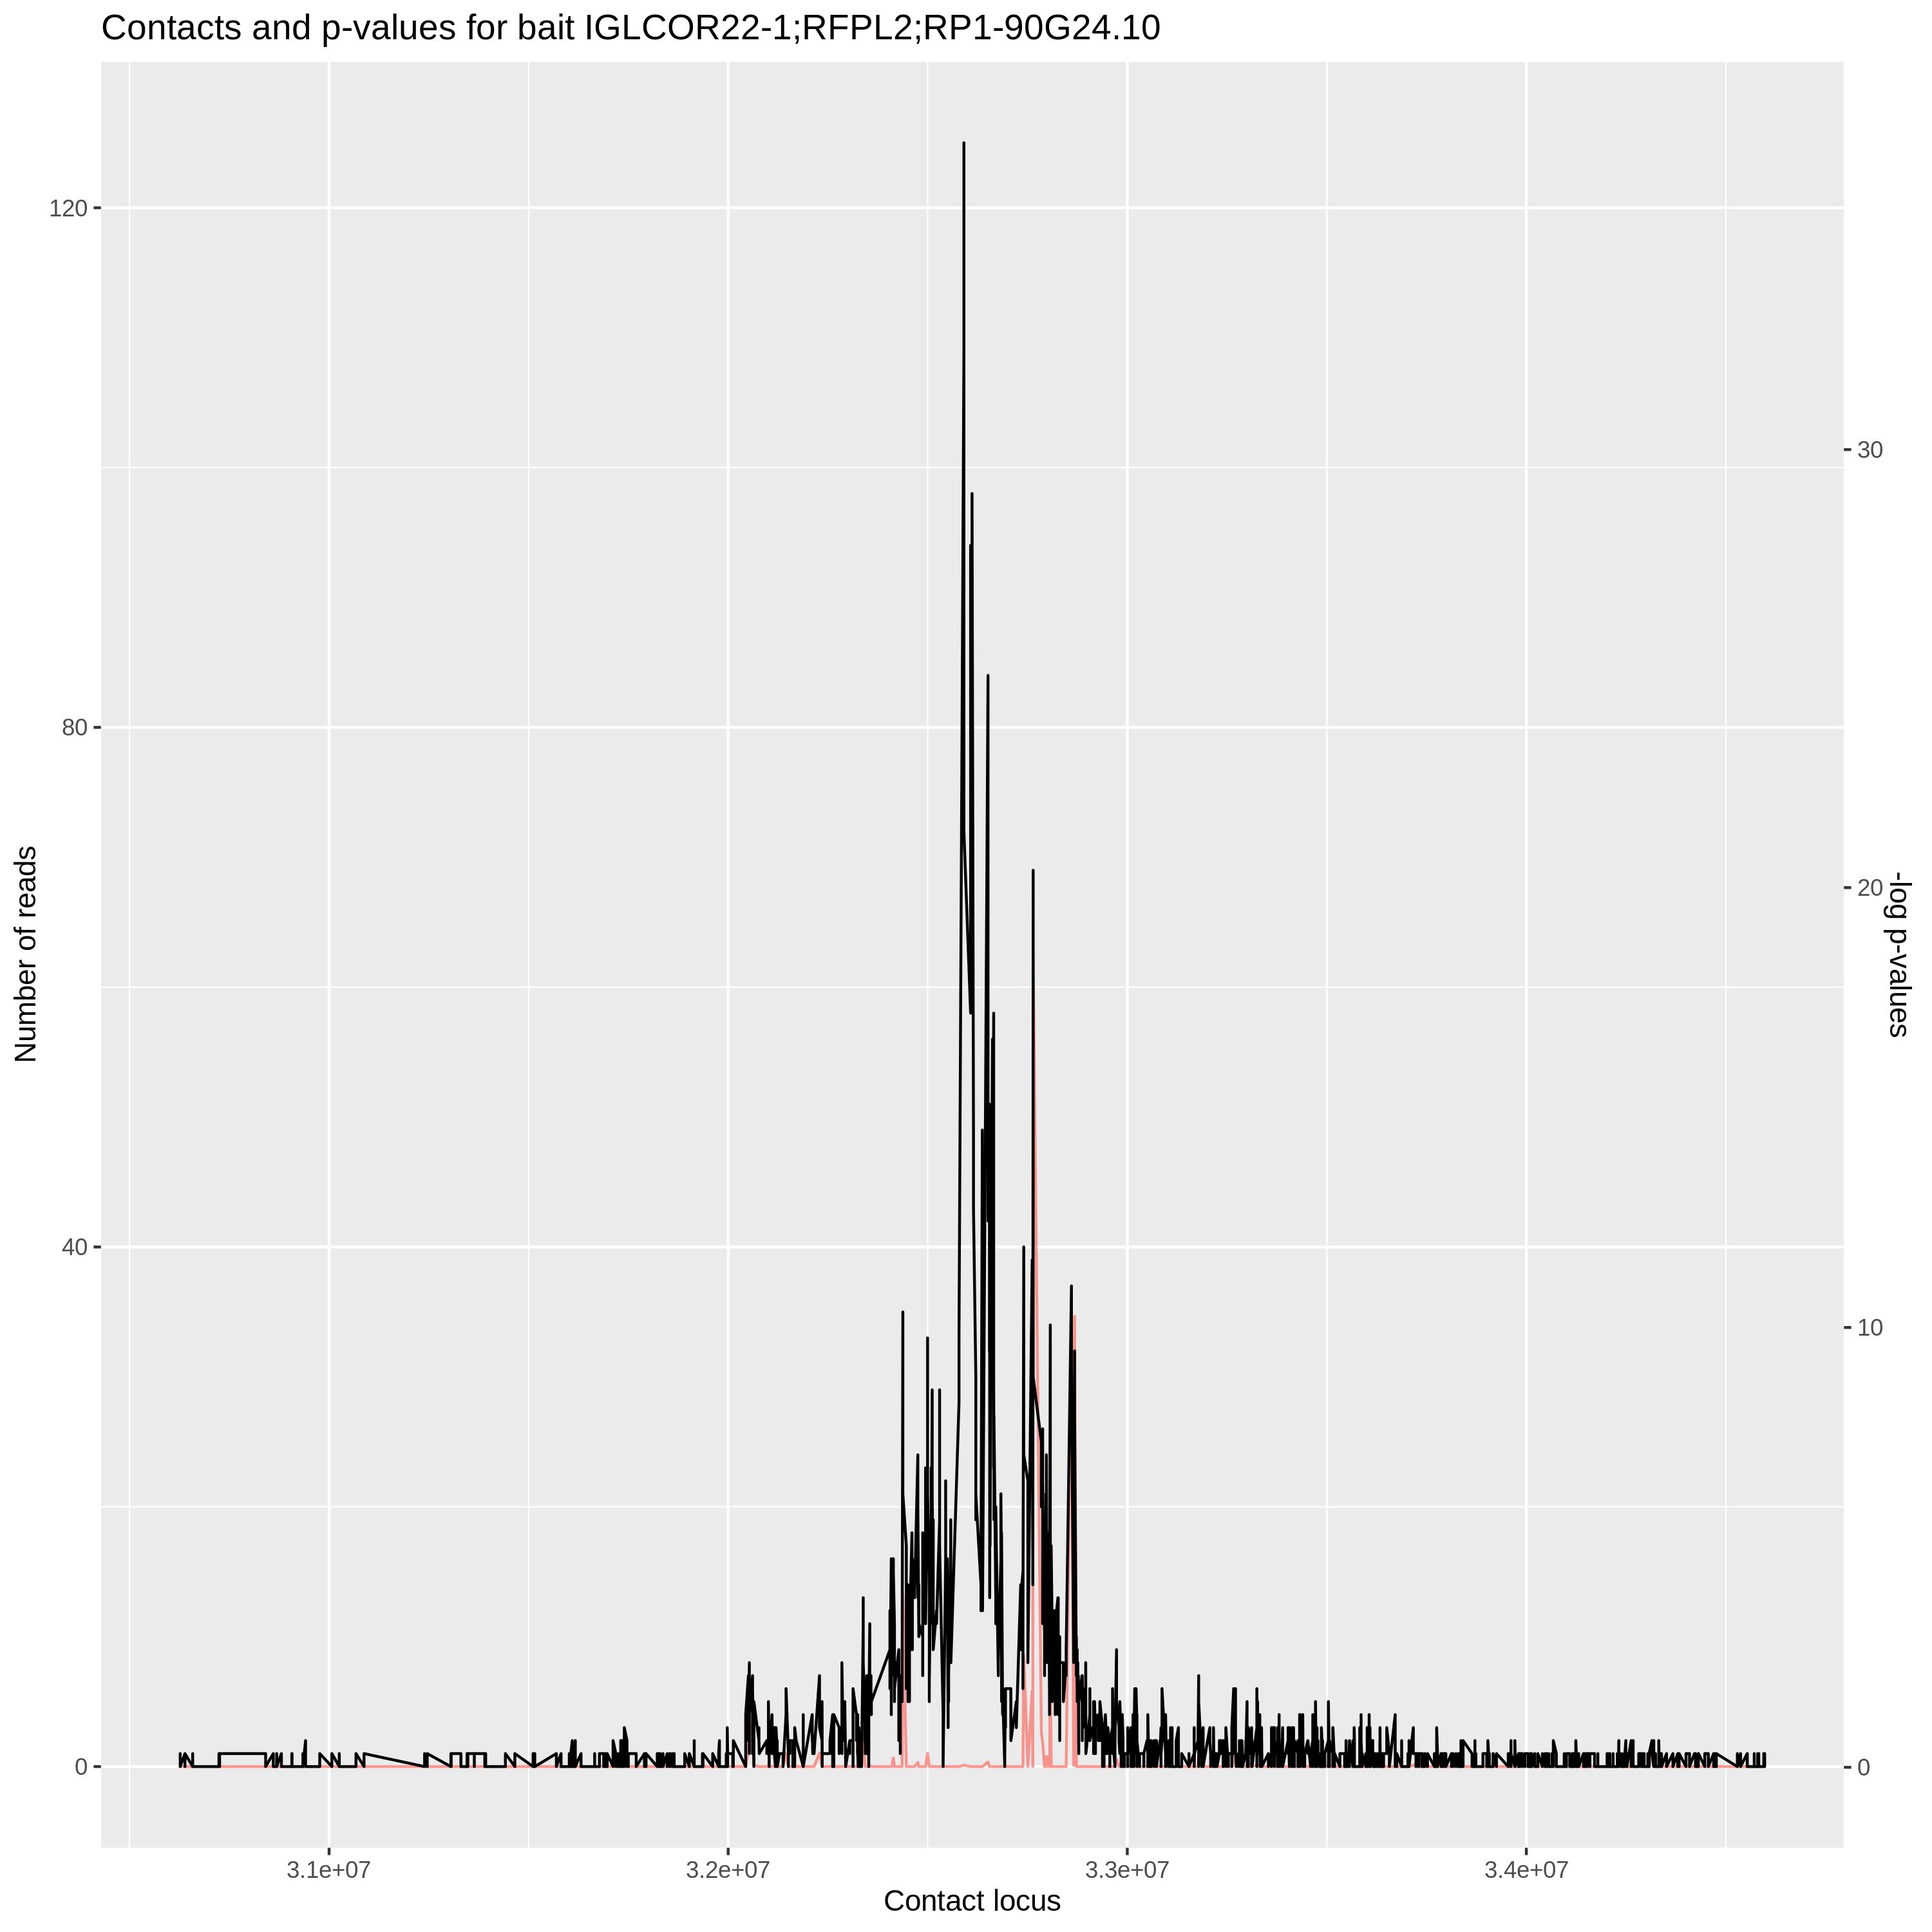 Contacts and p-values for bait IGLCOR22-1;RFPL2;RP1-90G24.10
120
80
40
0
Number of reads
30
20
10
0
-log p-values
3.1e+07
3.2e+07
3.3e+07
3.4e+07
Contact locus